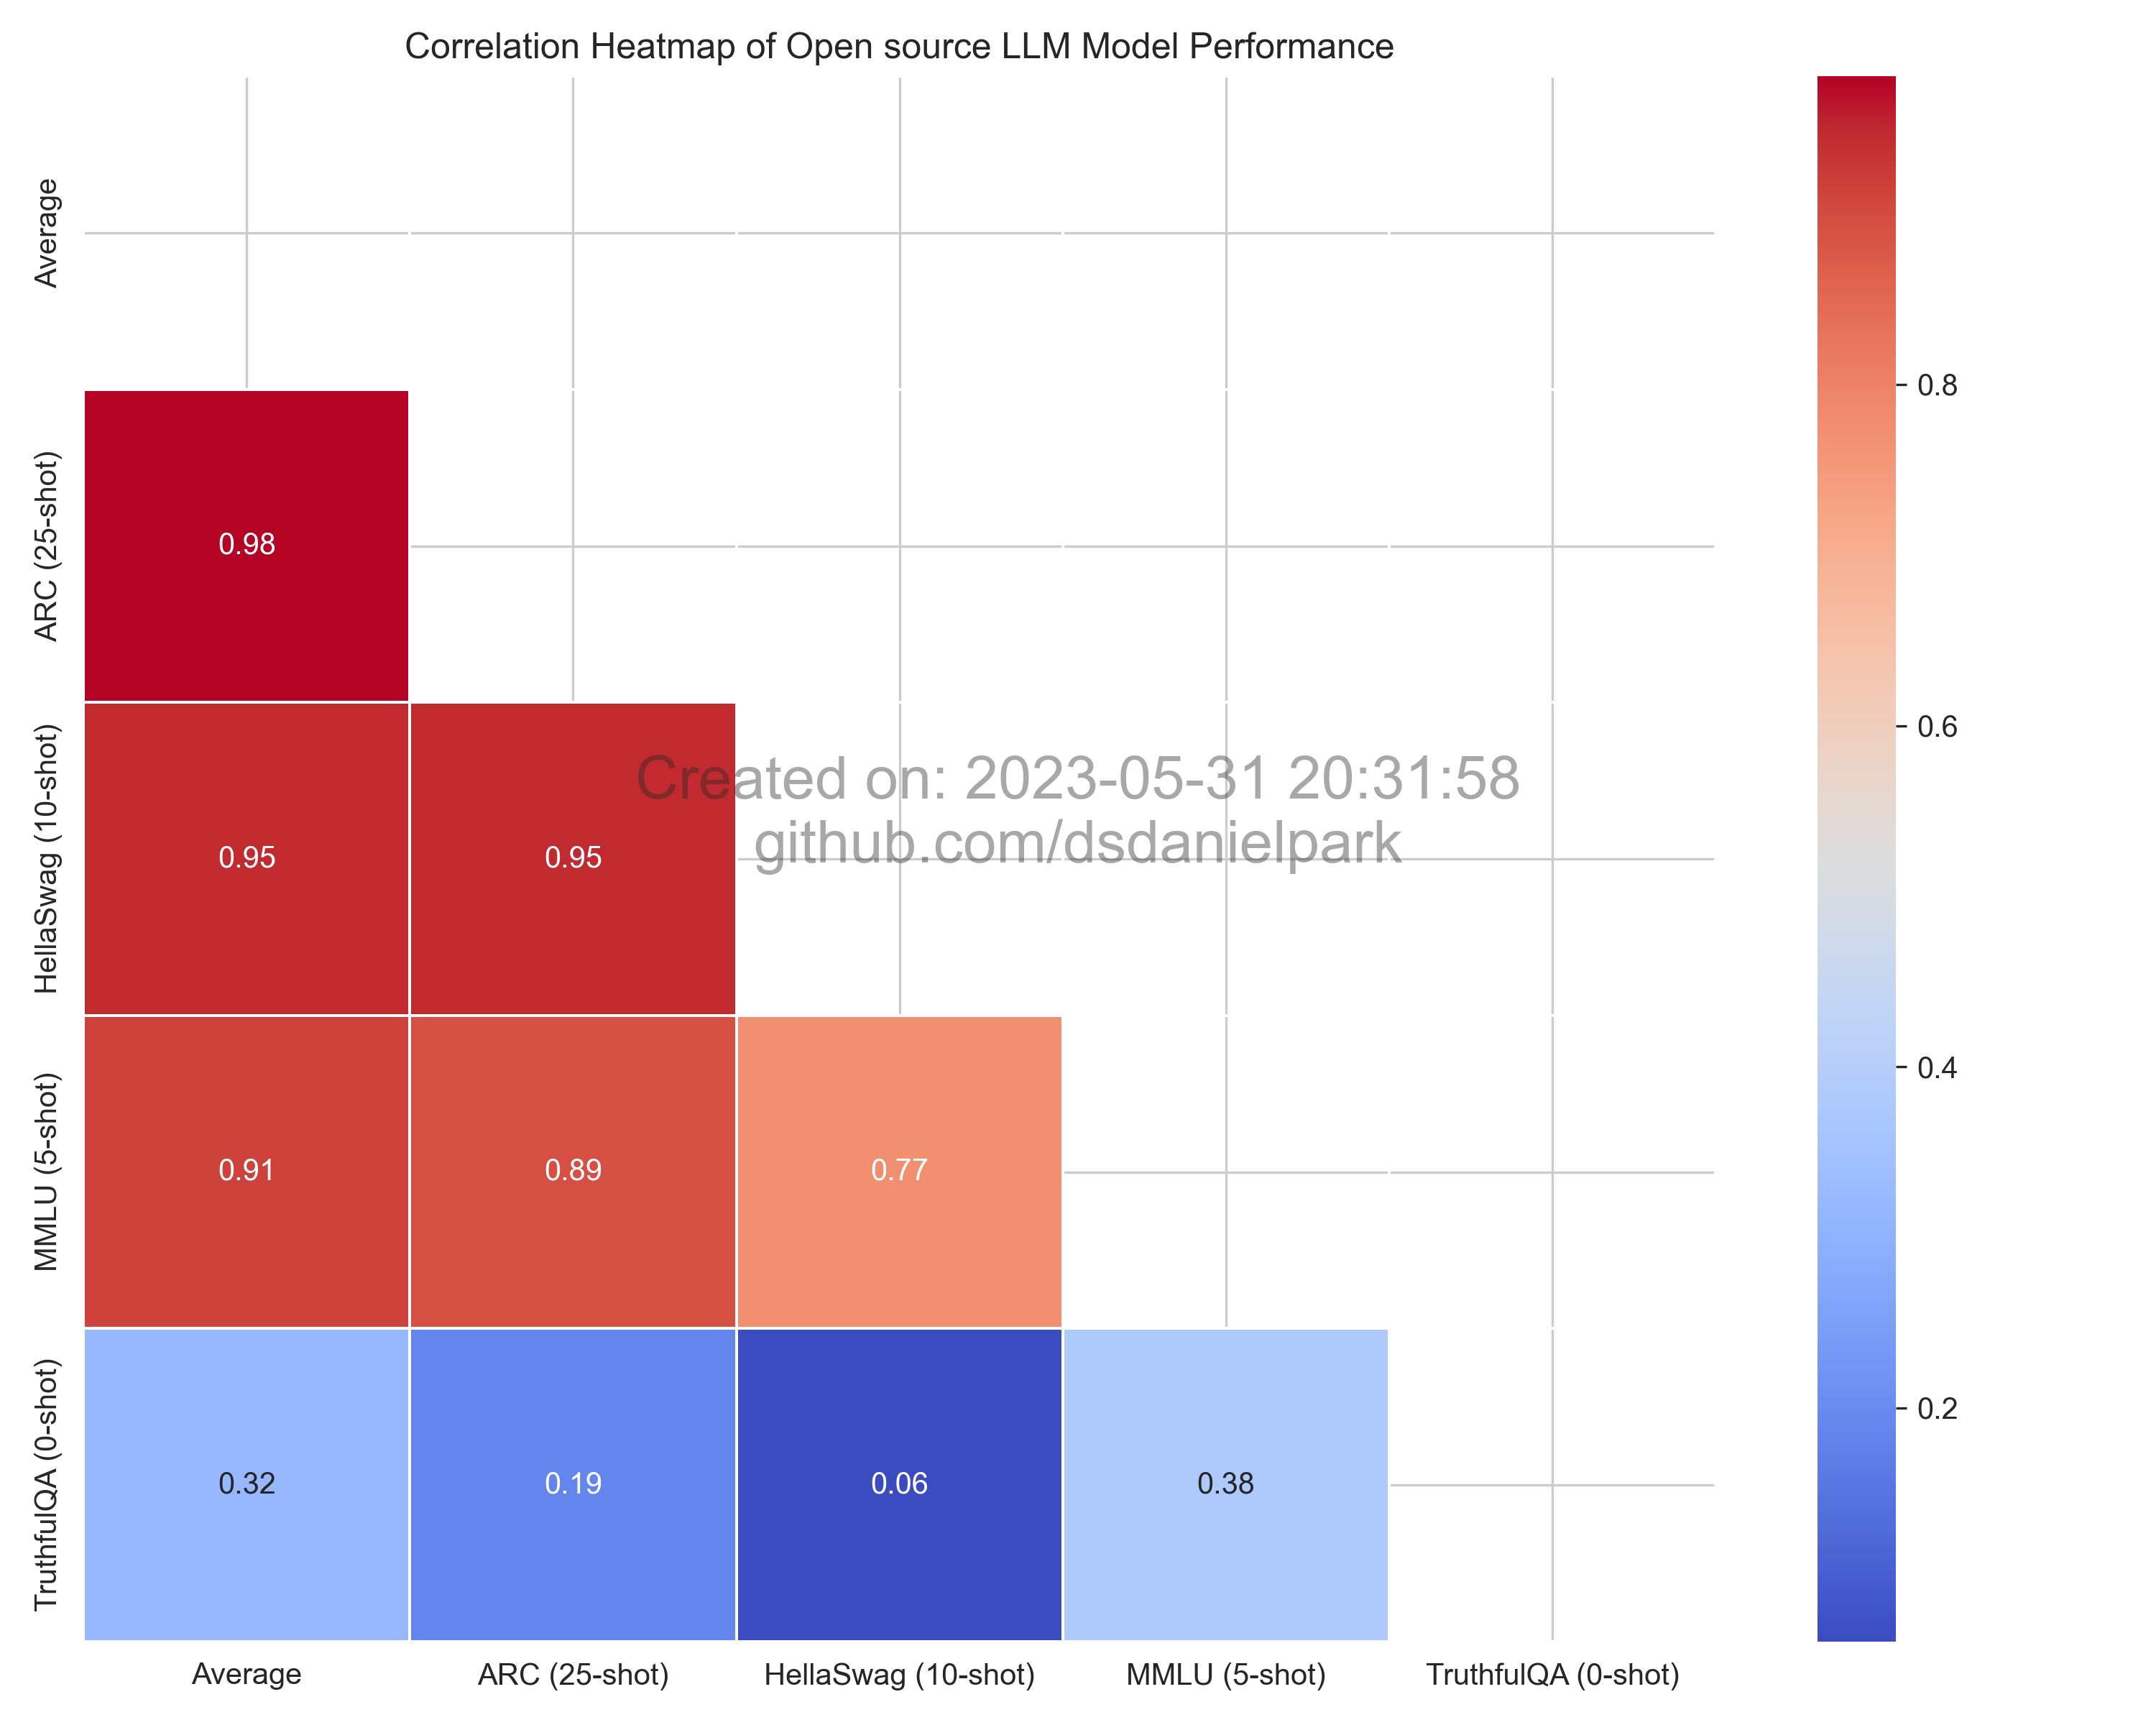 Correlation Heatmap of Open source LLM Model Performance
Average
ARC (25-shot)
HellaSwag (10-shot)
MMLU (5-shot)
TruthfulQA (0-shot)
0.98
0.95 0.95
0.91 0.89 0.77
0.32 0.19 0.06 0.38
Created on: 2023-05-31 20:31:58
github.com/dsdanielpark
Average ARC (25-shot) HellaSwag (10-shot) MMLU (5-shot) TruthfulQA (0-shot)
0.8
0.6
0.4
0.2